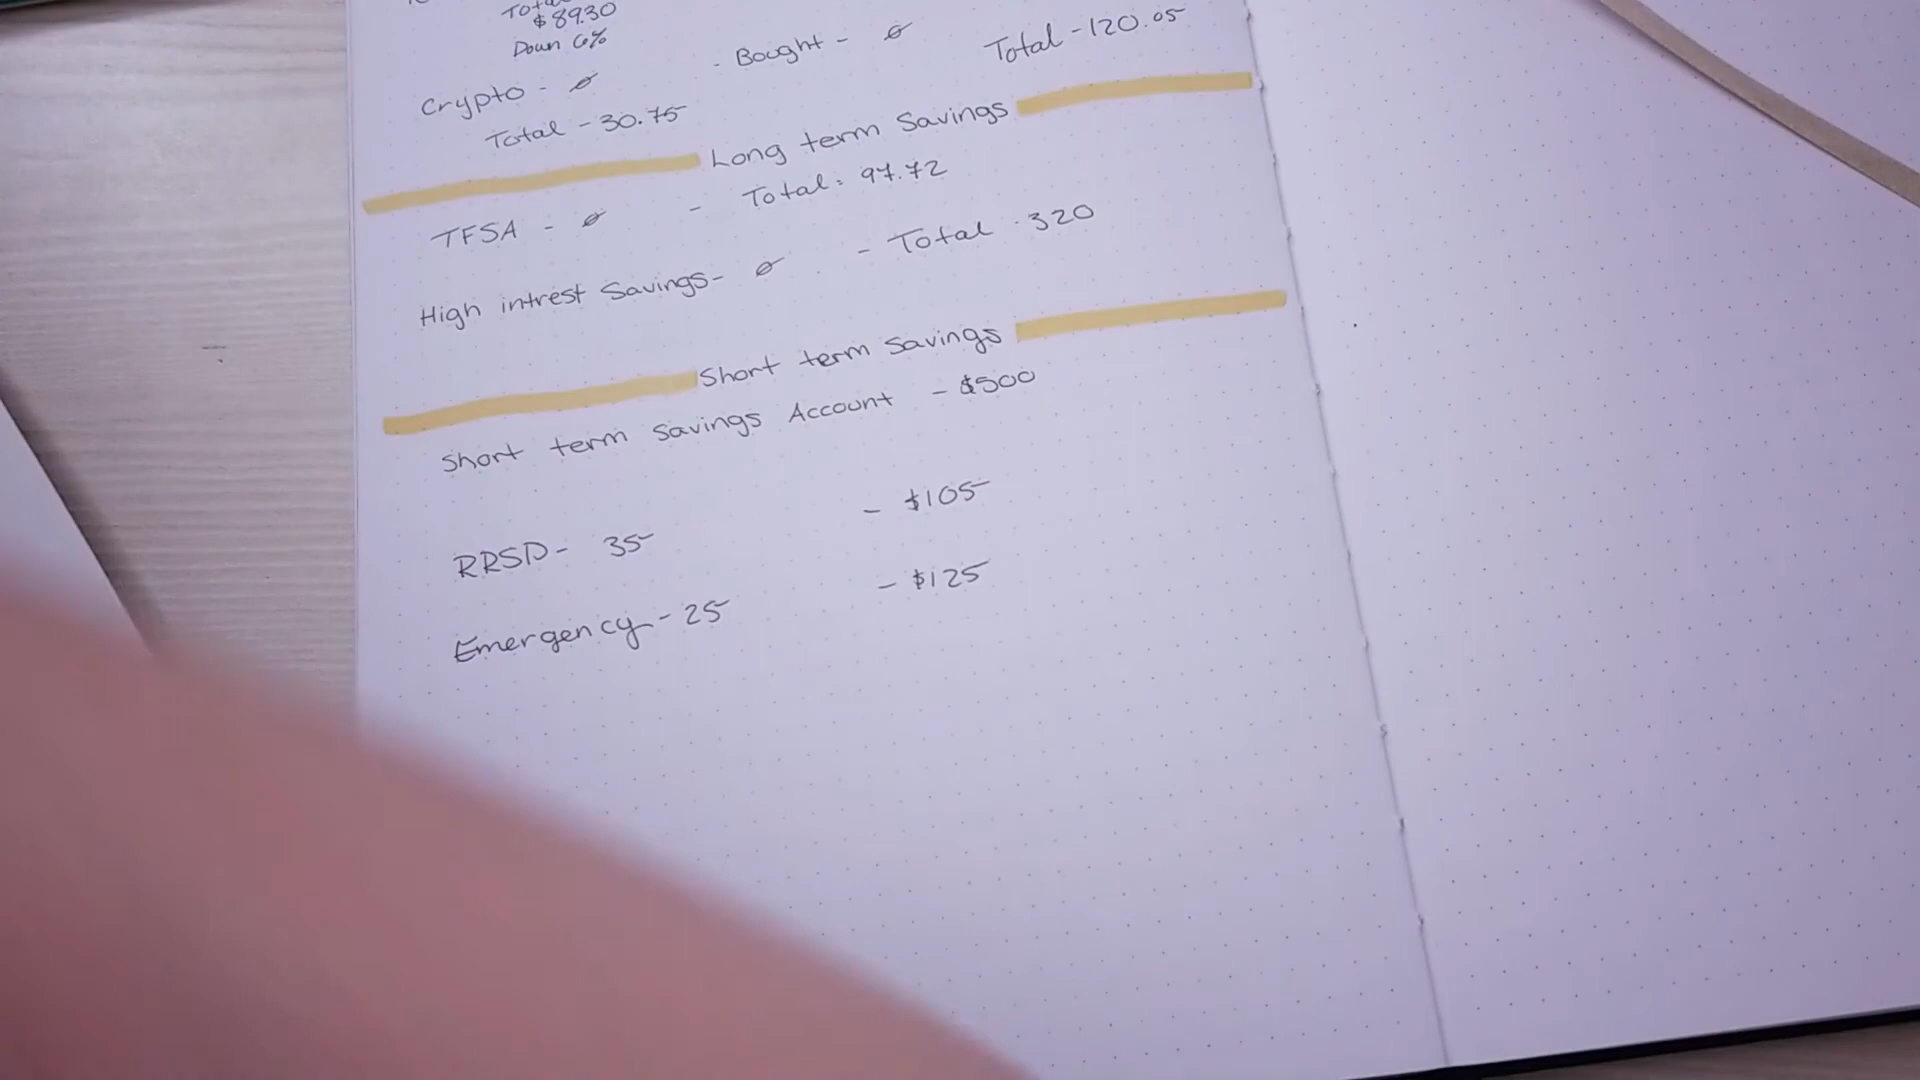 $89.30
Down 6%
Crypto - ø - Bought - ø Total - 120.05
Total - 30.75
Long term Savings
TFSA - ø - Total: 97.72
High intrest Savings - ø - Total - 320
Short term Savings
Short term Savings Account - $500
RRSP - 35 - $105
Emergency - 25 - $125